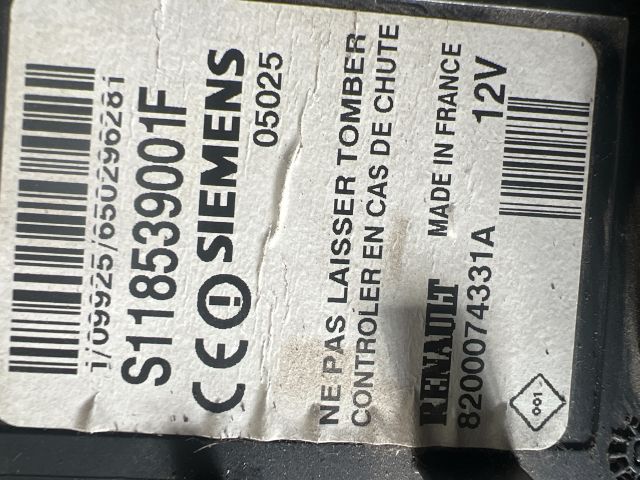 1/09925/650296281
S118539001F
CE SIEMENS
05025
NE PAS LAISSER TOMBER
CONTROLER EN CAS DE CHUTE
RENAULT MADE IN FRANCE
8200074331A 12V
001